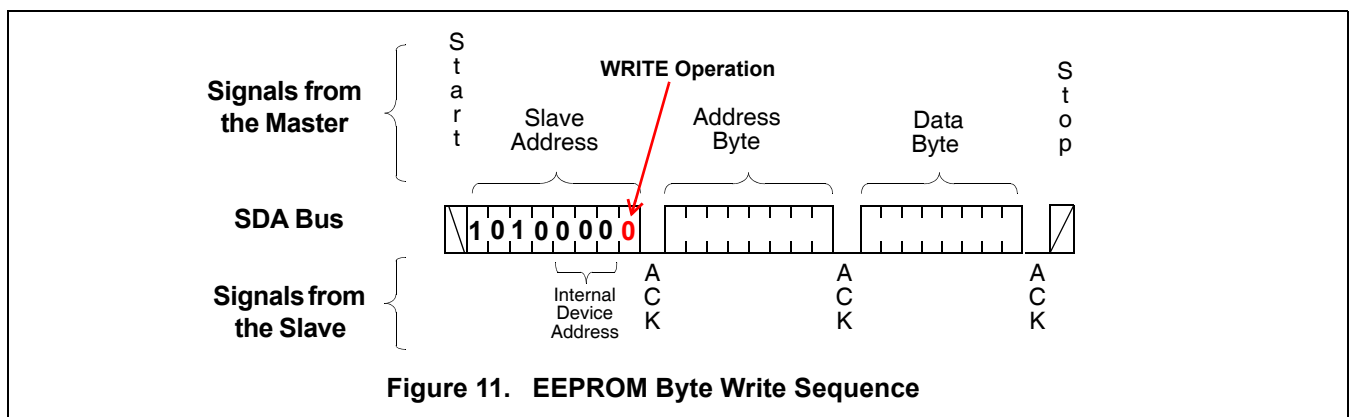 Start
WRITE Operation
Stop
Signals from
the Master
Slave
Address
Address
Byte
Data
Byte
SDA Bus
1 0 1 0 0 0 0 0
Signals from
the Slave
Internal
Device
Address
ACK
ACK
ACK
Figure 11. EEPROM Byte Write Sequence